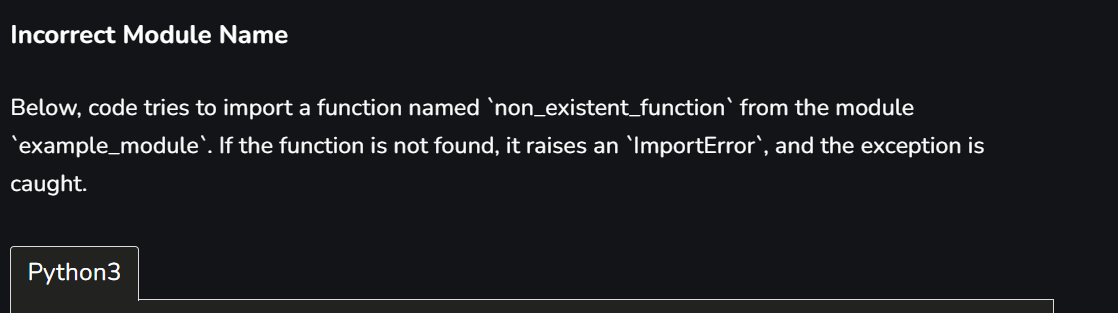 Incorrect Module Name
Below, code tries to import a function named `non_existent_function` from the module
`example_module`. If the function is not found, it raises an `ImportError`, and the exception is
caught.
Python3